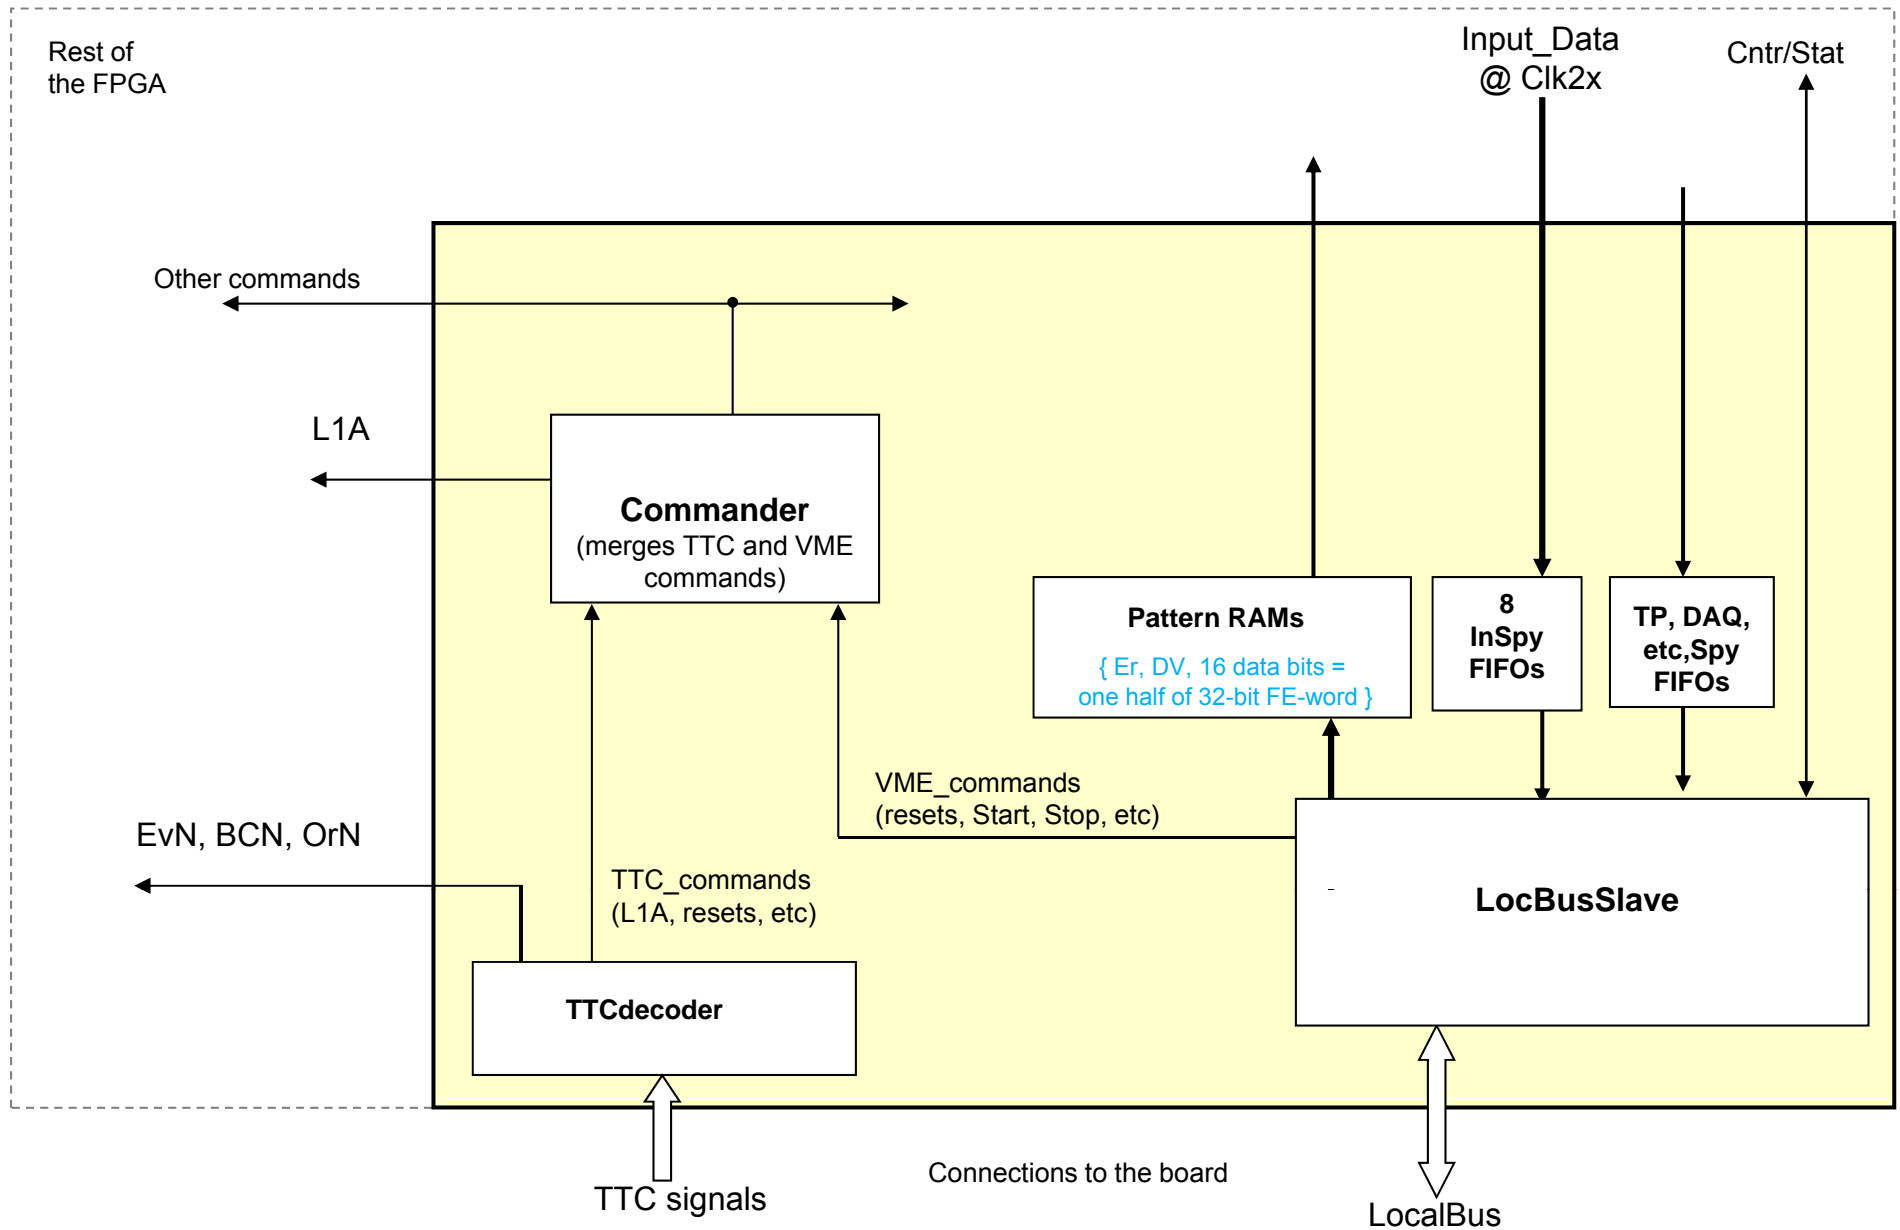 Rest of
the FPGA
Input_Data
@ Clk2x
Cntr/Stat
Other commands
L1A
Commander
(merges TTC and VME
commands)
Pattern RAMs
{ Er, DV, 16 data bits =
one half of 32-bit FE-word }
8
InSpy
FIFOs
TP, DAQ,
etc,Spy
FIFOs
VME_commands
(resets, Start, Stop, etc)
EvN, BCN, OrN
TTC_commands
(L1A, resets, etc)
LocBusSlave
TTCdecoder
Connections to the board
TTC signals
LocalBus